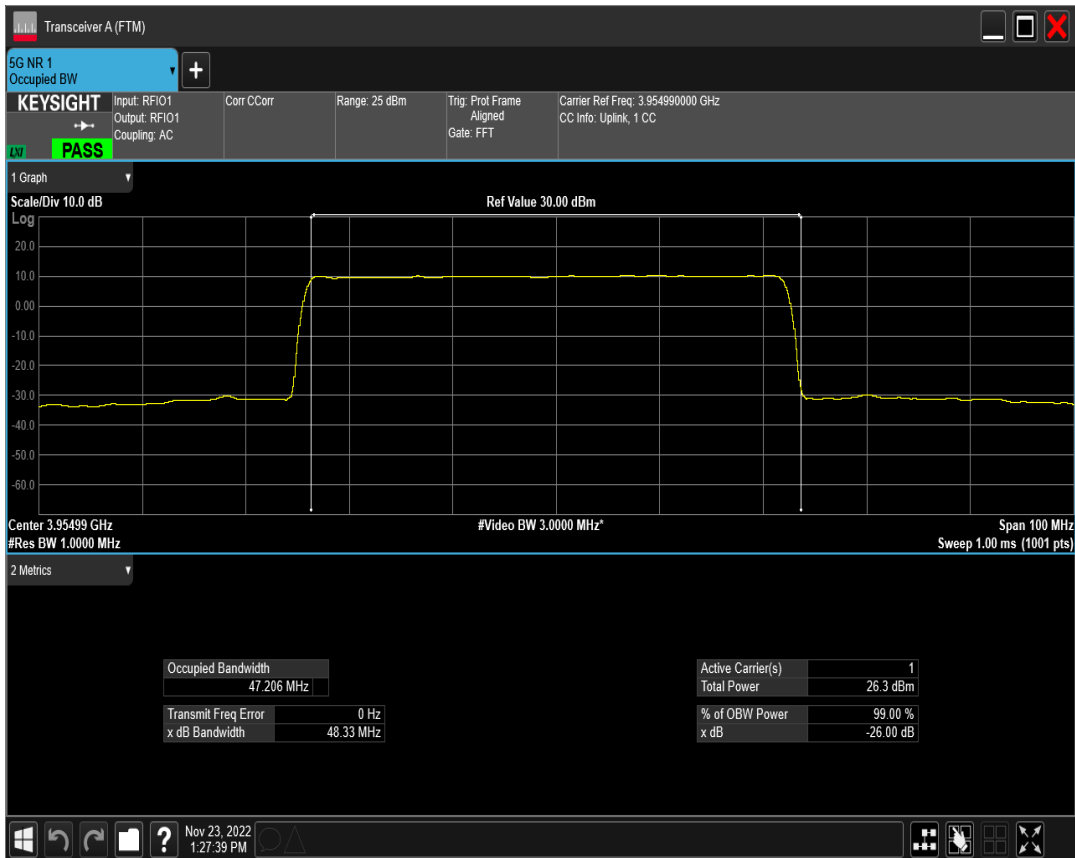 Transceiver A (FTM)
5G NR 1
Occupied BW
+
KEYSIGHT
LXI
PASS
Input: RFIO1
Output: RFIO1
Coupling: AC
Corr CCorr
Range: 25 dBm
Trig: Prot Frame
Aligned
Gate: FFT
Carrier Ref Freq: 3.954990000 GHz
CC Info: Uplink, 1 CC
1 Graph
Scale/Div 10.0 dB
Ref Value 30.00 dBm
Log
20.0
10.0
0.00
-10.0
-20.0
-30.0
-40.0
-50.0
-60.0
Center 3.95499 GHz
#Video BW 3.0000 MHz*
Span 100 MHz
#Res BW 1.0000 MHz
Sweep 1.00 ms (1001 pts)
2 Metrics
Occupied Bandwidth
47.206 MHz
Transmit Freq Error 0 Hz
x dB Bandwidth 48.33 MHz
Active Carrier(s) 1
Total Power 26.3 dBm
% of OBW Power 99.00 %
x dB -26.00 dB
?
Nov 23, 2022
1:27:39 PM